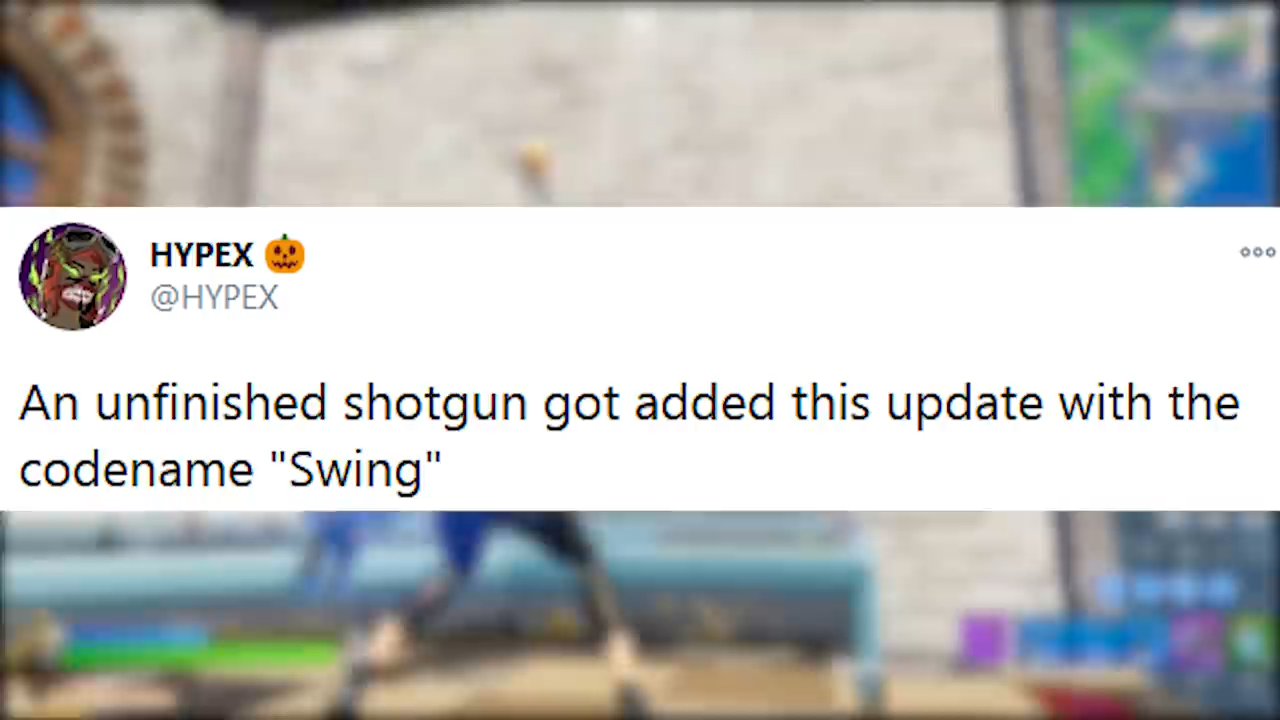 HYPEX 🎃
@HYPEX
An unfinished shotgun got added this update with the
codename "Swing"